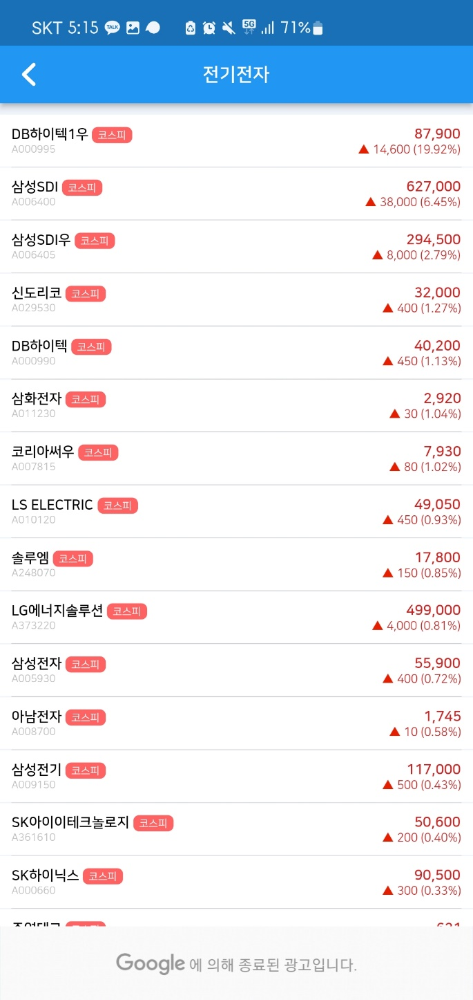 SKT 5:15 TALK 5G 71%
전기전자
DB하이텍1우 코스피 87,900
A000995 ▲ 14,600 (19.92%)
삼성SDI 코스피 627,000
A006400 ▲ 38,000 (6.45%)
삼성SDI우 코스피 294,500
A006405 ▲ 8,000 (2.79%)
신도리코 코스피 32,000
A029530 ▲ 400 (1.27%)
DB하이텍 코스피 40,200
A000990 ▲ 450 (1.13%)
삼화전자 코스피 2,920
A011230 ▲ 30 (1.04%)
코리아써우 코스피 7,930
A007815 ▲ 80 (1.02%)
LS ELECTRIC 코스피 49,050
A010120 ▲ 450 (0.93%)
솔루엠 코스피 17,800
A248070 ▲ 150 (0.85%)
LG에너지솔루션 코스피 499,000
A373220 ▲ 4,000 (0.81%)
삼성전자 코스피 55,900
A005930 ▲ 400 (0.72%)
아남전자 코스피 1,745
A008700 ▲ 10 (0.58%)
삼성전기 코스피 117,000
A009150 ▲ 500 (0.43%)
SK아이이테크놀로지 코스피 50,600
A361610 ▲ 200 (0.40%)
SK하이닉스 코스피 90,500
A000660 ▲ 300 (0.33%)
Google 에 의해 종료된 광고입니다.